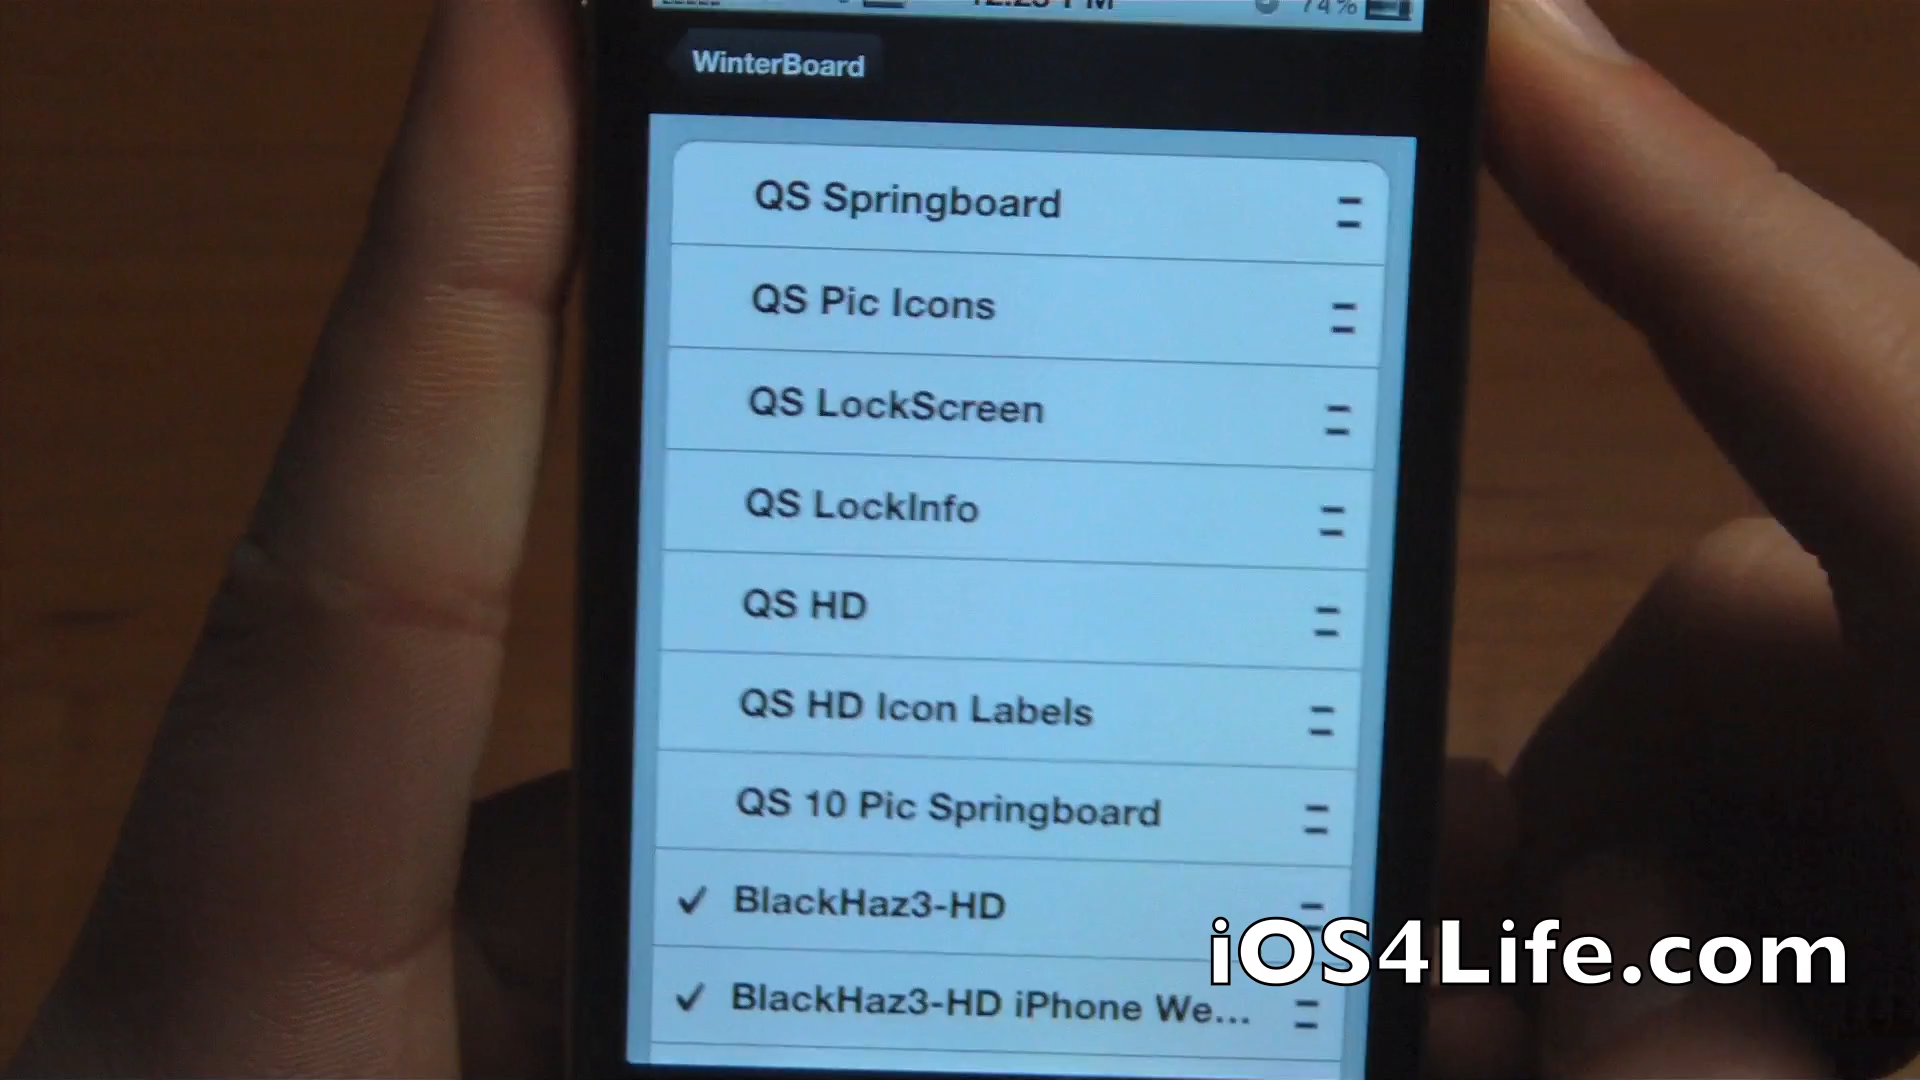 74%
WinterBoard
QS Springboard
QS Pic Icons
QS LockScreen
QS LockInfo
QS HD
QS HD Icon Labels
QS 10 Pic Springboard
BlackHaz3-HD
BlackHaz3-HD iPhone We...
iOS4Life.com